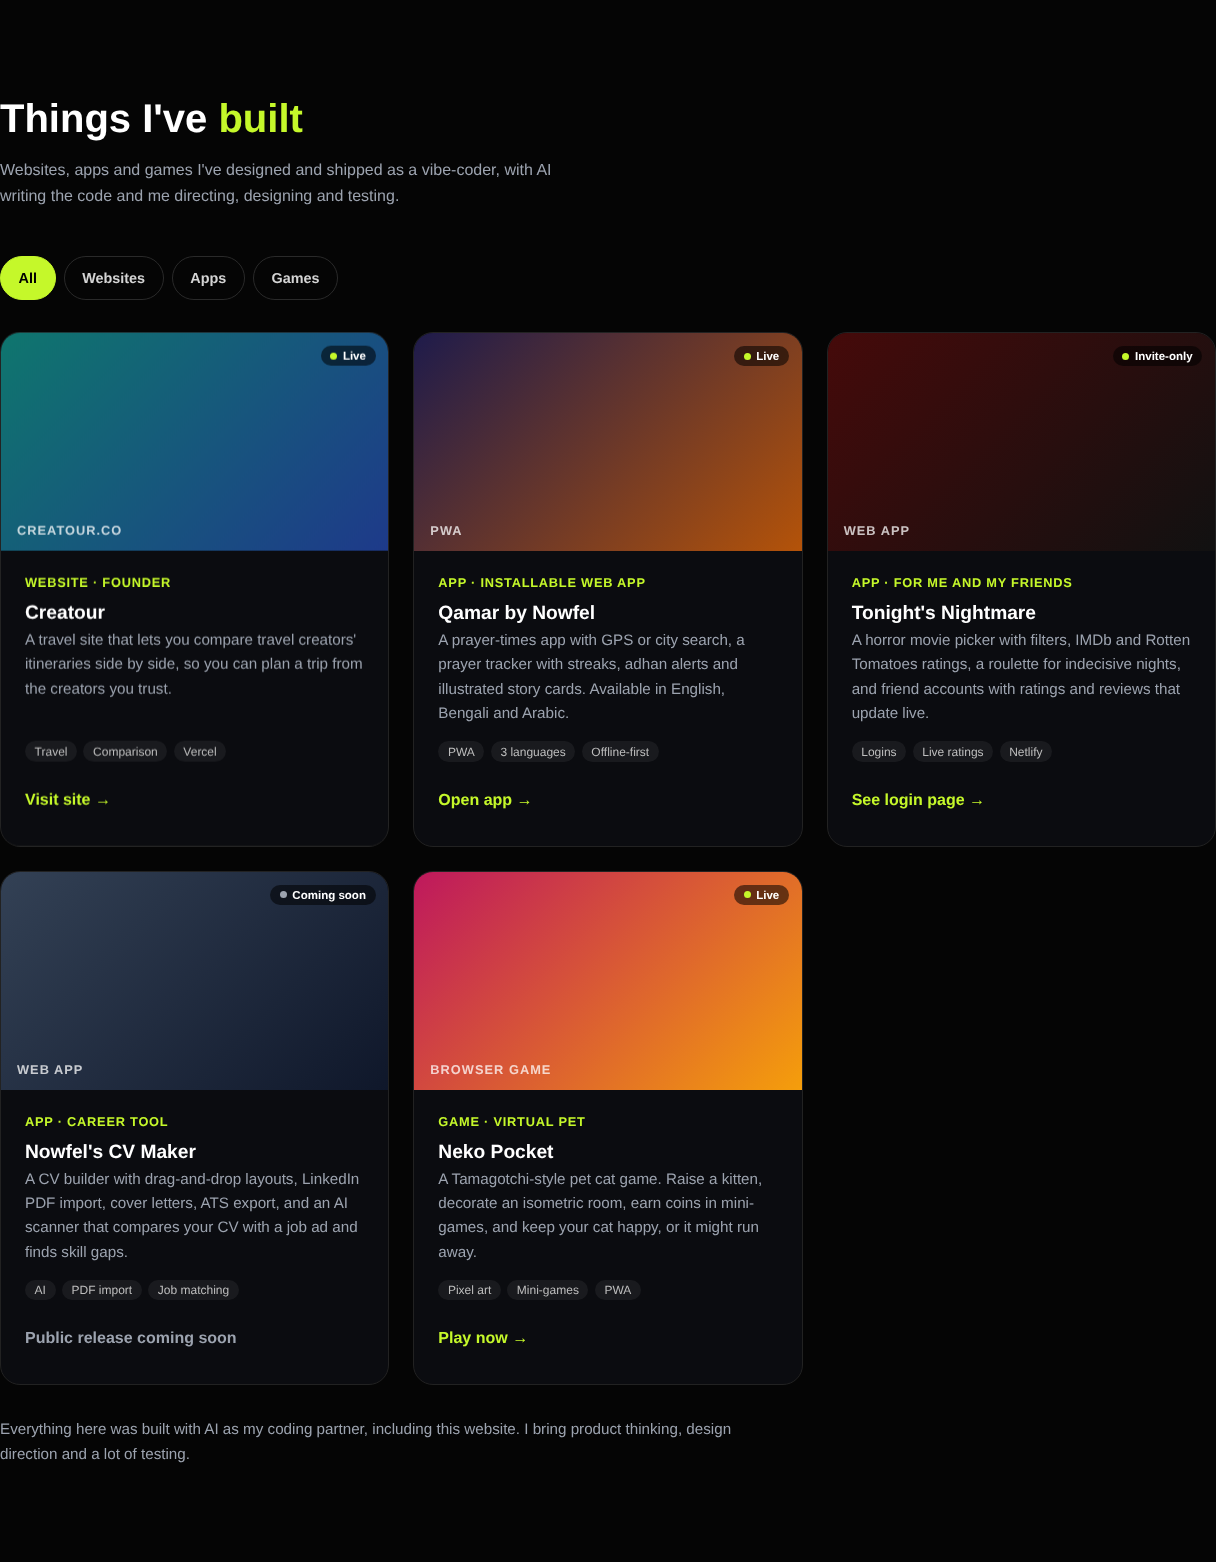 Things I've built
Websites, apps and games I've designed and shipped as a vibe-coder, with AI
writing the code and me directing, designing and testing.
All
Websites
Apps
Games
Live
CREATOUR.CO
WEBSITE · FOUNDER
Creatour
A travel site that lets you compare travel creators'
itineraries side by side, so you can plan a trip from
the creators you trust.
Travel
Comparison
Vercel
Visit site →
Live
PWA
APP · INSTALLABLE WEB APP
Qamar by Nowfel
A prayer-times app with GPS or city search, a
prayer tracker with streaks, adhan alerts and
illustrated story cards. Available in English,
Bengali and Arabic.
PWA
3 languages
Offline-first
Open app →
Invite-only
WEB APP
APP · FOR ME AND MY FRIENDS
Tonight's Nightmare
A horror movie picker with filters, IMDb and Rotten
Tomatoes ratings, a roulette for indecisive nights,
and friend accounts with ratings and reviews that
update live.
Logins
Live ratings
Netlify
See login page →
Coming soon
WEB APP
APP · CAREER TOOL
Nowfel's CV Maker
A CV builder with drag-and-drop layouts, LinkedIn
PDF import, cover letters, ATS export, and an AI
scanner that compares your CV with a job ad and
finds skill gaps.
AI
PDF import
Job matching
Public release coming soon
Live
BROWSER GAME
GAME · VIRTUAL PET
Neko Pocket
A Tamagotchi-style pet cat game. Raise a kitten,
decorate an isometric room, earn coins in mini-
games, and keep your cat happy, or it might run
away.
Pixel art
Mini-games
PWA
Play now →
Everything here was built with AI as my coding partner, including this website. I bring product thinking, design
direction and a lot of testing.